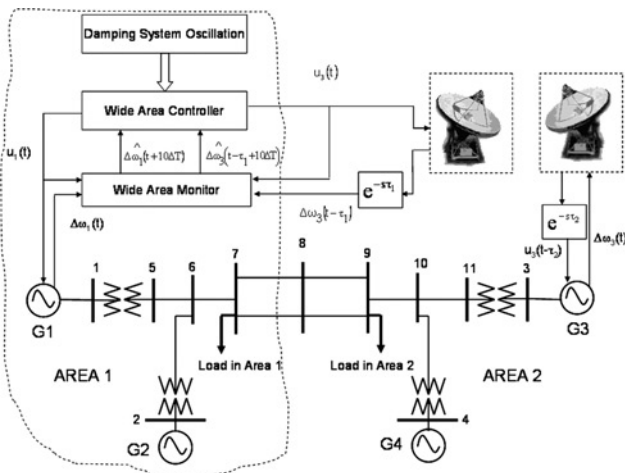 Damping System Oscillation
u₃(t)
Wide Area Controller
u₁(t)
Δω̂₁(t+10ΔT)
Δω̂₃(t-τ₁+10ΔT)
Wide Area Monitor
e^{-sτ₁}
Δω₃(t-τ₁)
Δω₁(t)
e^{-sτ₂}
u₃(t-τ₂)
Δω₃(t)
1
5
6
7
8
9
10
11
3
G1
G3
Load in Area 1
Load in Area 2
AREA 1
AREA 2
2
G2
G4
4